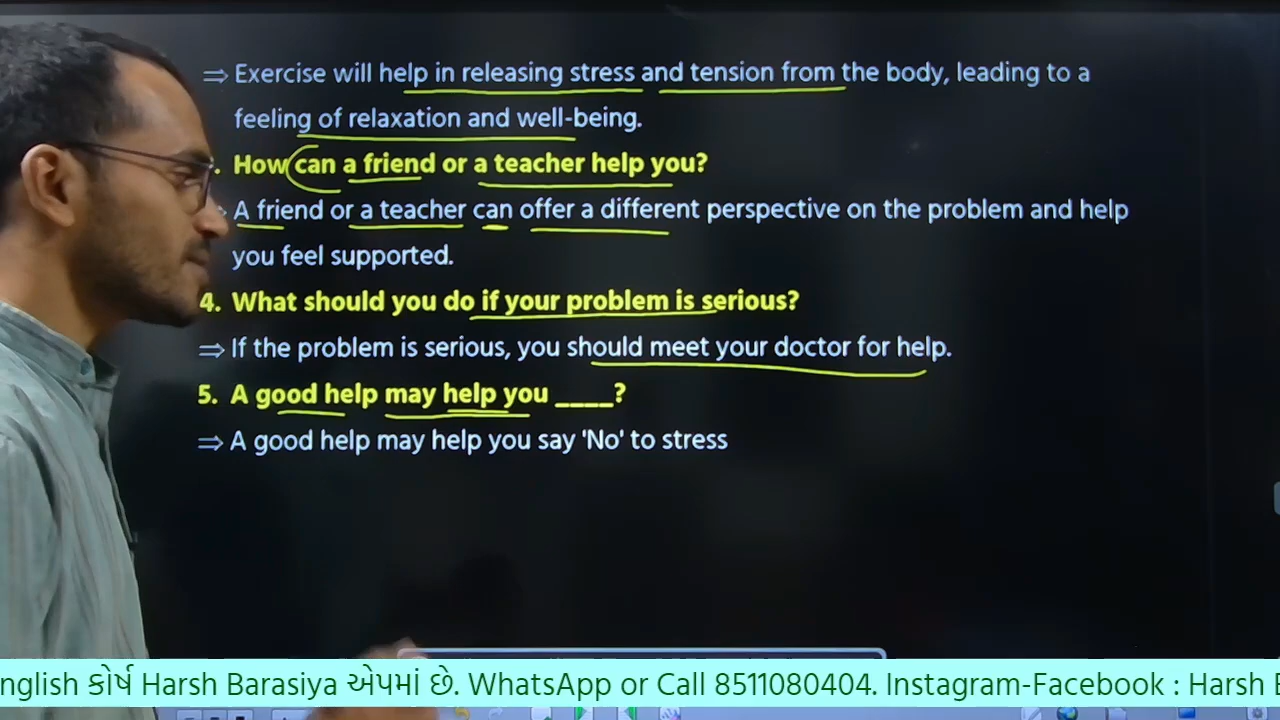 ⇒ Exercise will help in releasing stress and tension from the body, leading to a
feeling of relaxation and well-being.
. How can a friend or a teacher help you?
A friend or a teacher can offer a different perspective on the problem and help
you feel supported.
4. What should you do if your problem is serious?
⇒ If the problem is serious, you should meet your doctor for help.
5. A good help may help you ____?
⇒ A good help may help you say 'No' to stress
nglish કોર્ષ Harsh Barasiya એપમાં છે. WhatsApp or Call 8511080404. Instagram-Facebook : Harsh